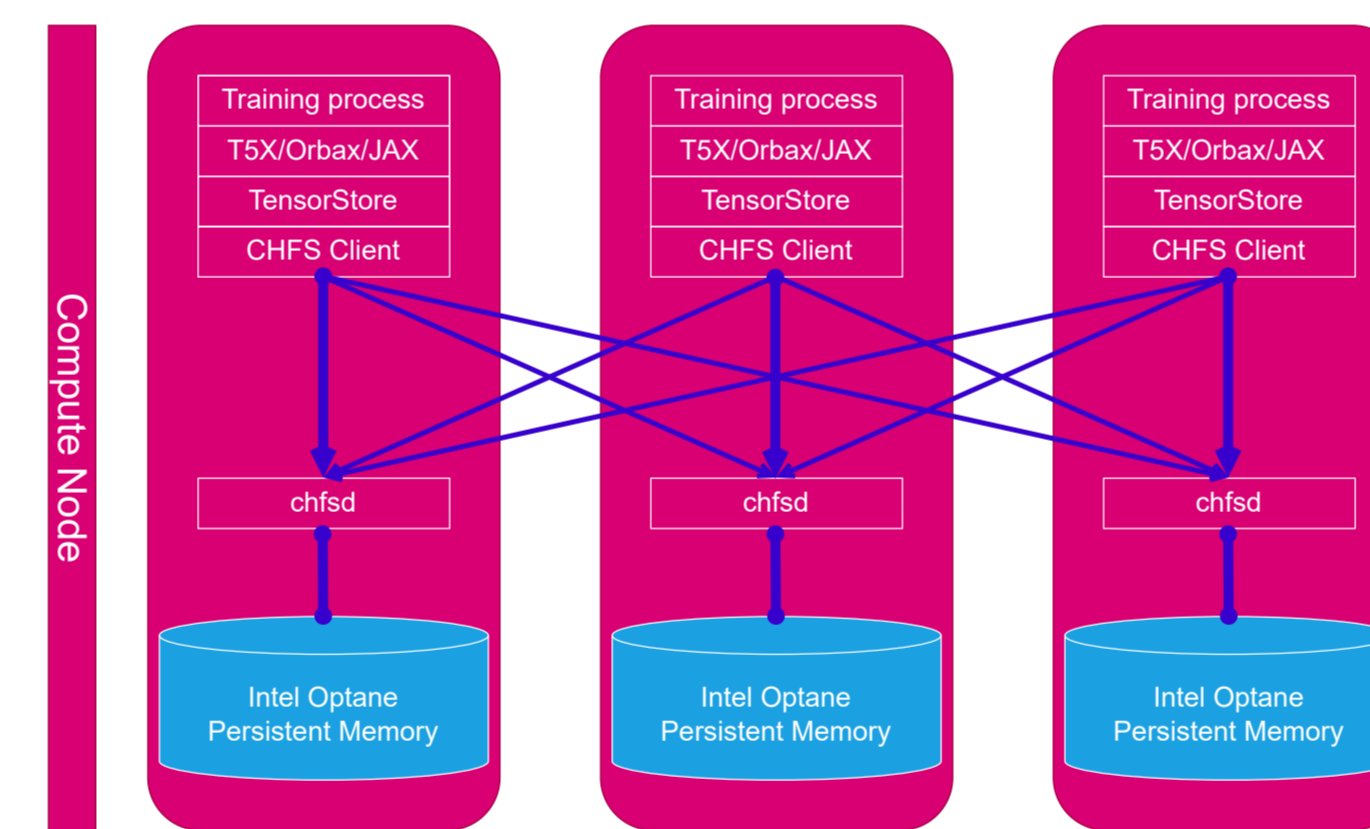 Compute Node
Training process
T5X/Orbax/JAX
TensorStore
CHFS Client
chfsd
Intel Optane
Persistent Memory
Training process
T5X/Orbax/JAX
TensorStore
CHFS Client
chfsd
Intel Optane
Persistent Memory
Training process
T5X/Orbax/JAX
TensorStore
CHFS Client
chfsd
Intel Optane
Persistent Memory